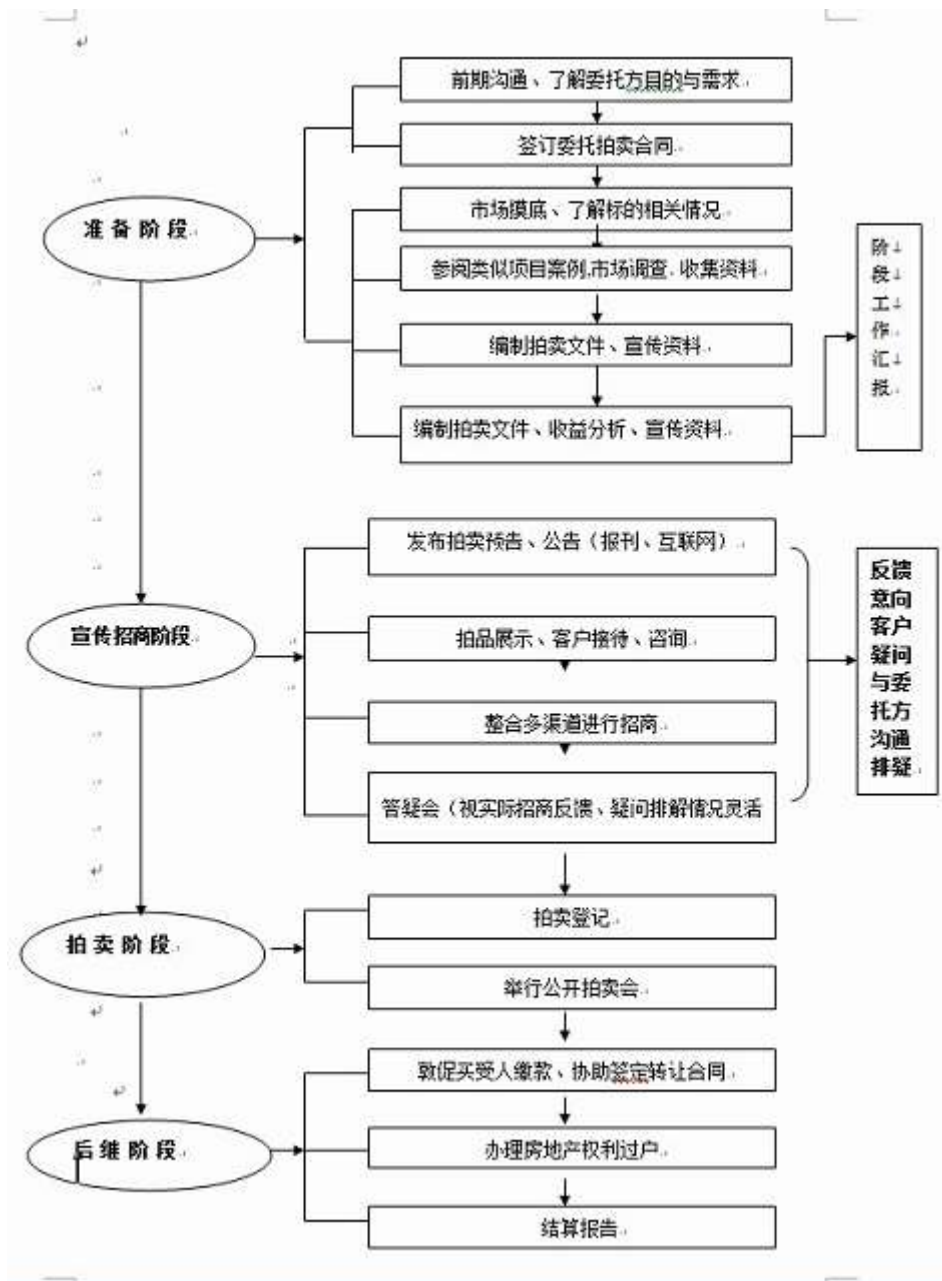 前期沟通、了解委托方目的与需求
签订委托拍卖合同
市场摸底、了解标的相关情况
准备阶段
参阅类似项目案例,市场调查、收集资料
编制拍卖文件、宣传资料
编制拍卖文件、收益分析、宣传资料
阶
段
工
作
汇
报
发布拍卖预告、公告（报刊、互联网）
宣传招商阶段
拍品展示、客户接待、咨询
整合多渠道进行招商
答疑会（视实际招商反馈、疑问排解情况灵活
反馈
意向
客户
疑问
与委
托方
沟通
排疑
拍卖登记
拍卖阶段
举行公开拍卖会
敦促买受人缴款、协助签定转让合同
后继阶段
办理房地产权利过户
结算报告